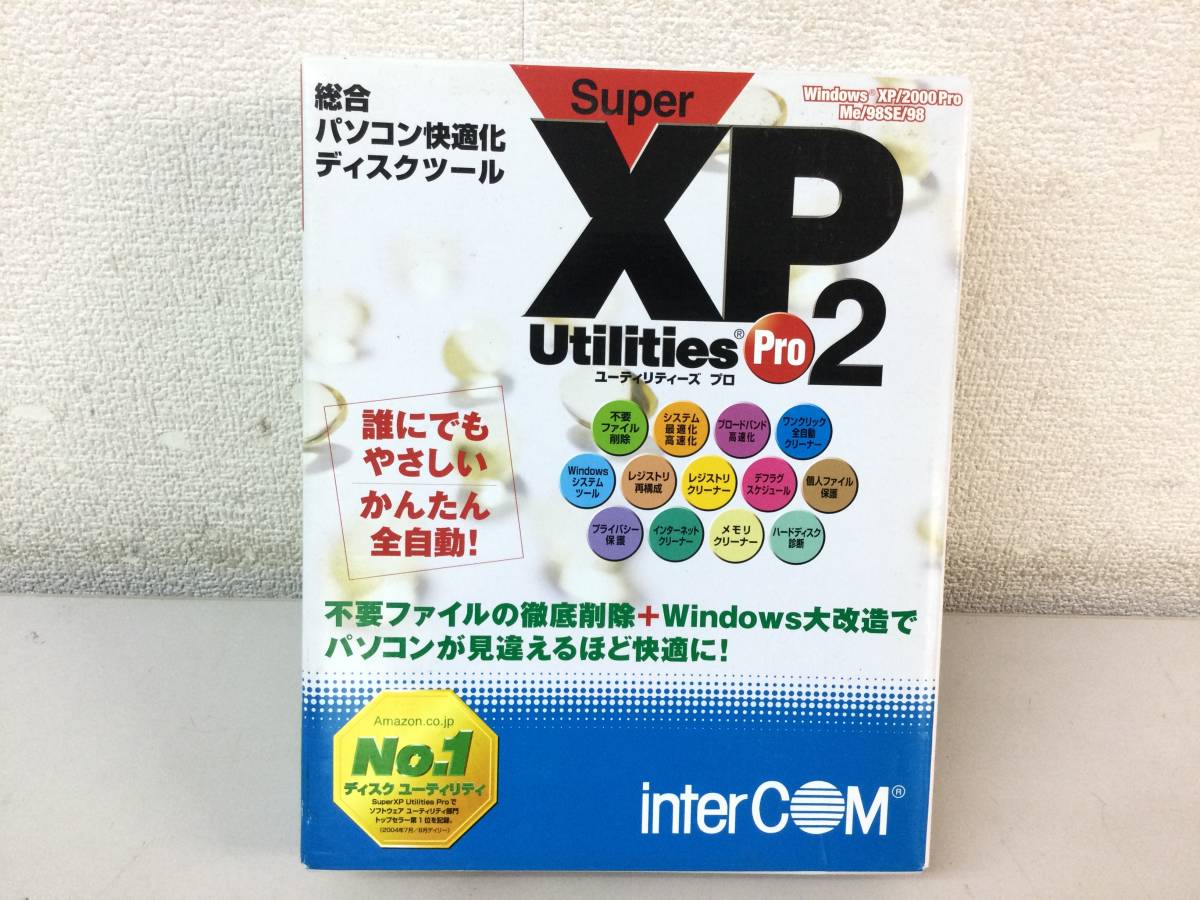 総合
パソコン快適化
ディスクツール
Super
XP
Windows® XP/2000 Pro
Me/98SE/98
Utilities® Pro 2
ユーティリティーズ プロ
誰にでも
やさしい
かんたん
全自動!
不要
ファイル
削除
システム
最適化
高速化
ブロードバンド
高速化
ワンクリック
全自動
クリーナー
Windows
システム
ツール
レジストリ
再構成
レジストリ
クリーナー
デフラグ
スケジュール
個人ファイル
保護
プライバシー
保護
インターネット
クリーナー
メモリ
クリーナー
ハードディスク
診断
不要ファイルの徹底削除+Windows大改造で
パソコンが見違えるほど快適に!
Amazon.co.jp
No.1
ディスク ユーティリティ
SuperXP Utilities Proで
ソフトウェア ユーティリティ部門
トップセラー第1位を記録。
(2004年7月/8月デイリー)
interCOM®